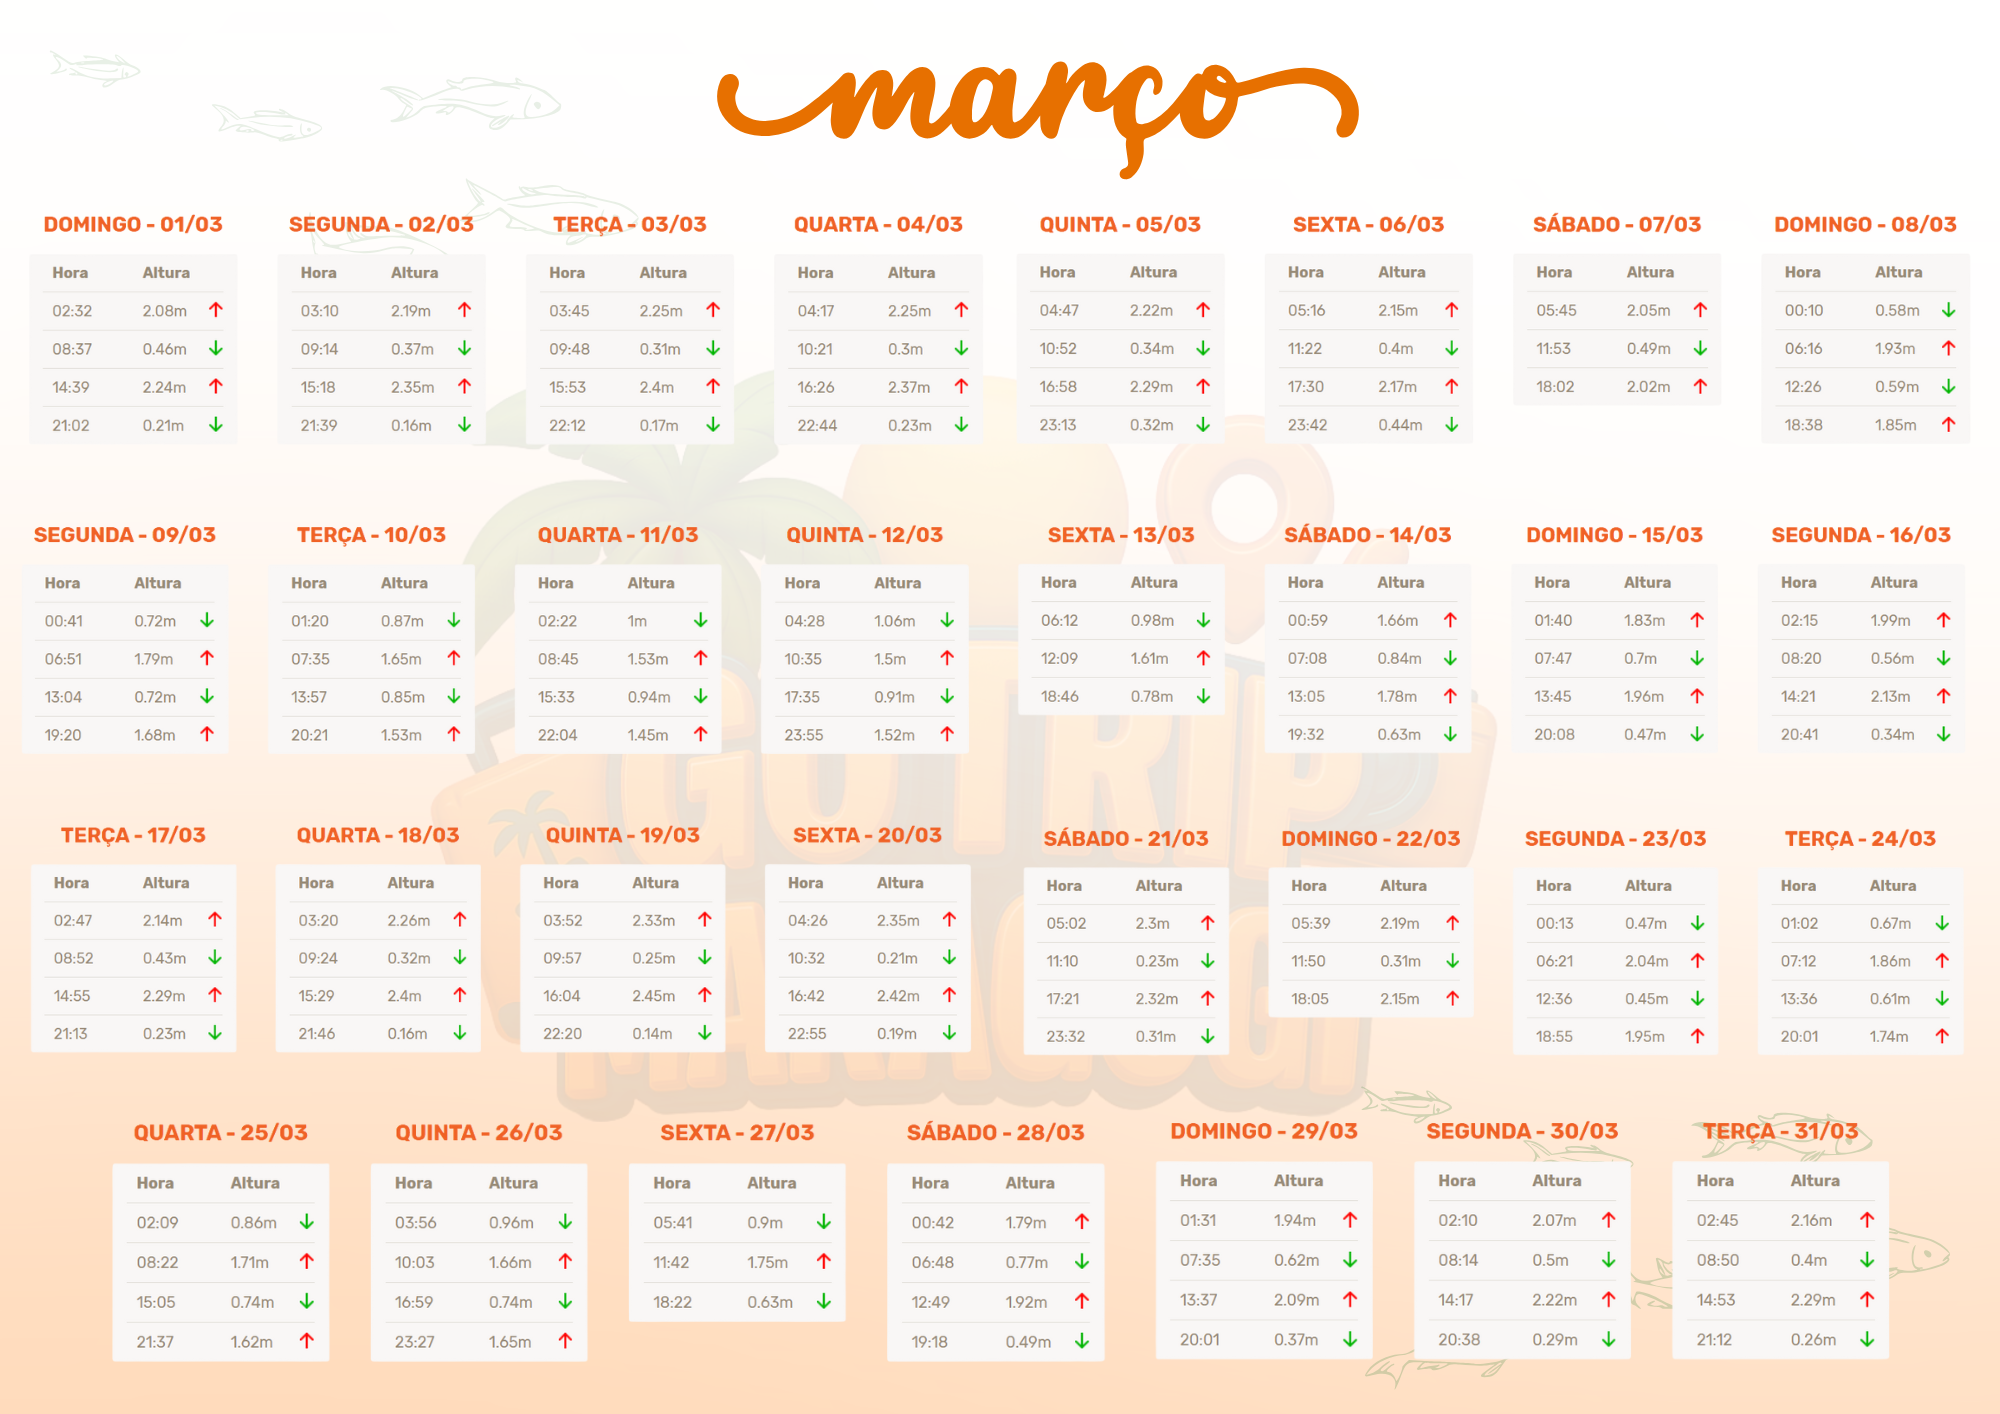 março
DOMINGO - 01/03
Hora Altura
02:32 2.08m ↑
08:37 0.46m ↓
14:39 2.24m ↑
21:02 0.21m ↓
SEGUNDA - 02/03
Hora Altura
03:10 2.19m ↑
09:14 0.37m ↓
15:18 2.35m ↑
21:39 0.16m ↓
TERÇA - 03/03
Hora Altura
03:45 2.25m ↑
09:48 0.31m ↓
15:53 2.4m ↑
22:12 0.17m ↓
QUARTA - 04/03
Hora Altura
04:17 2.25m ↑
10:21 0.3m ↓
16:26 2.37m ↑
22:44 0.23m ↓
QUINTA - 05/03
Hora Altura
04:47 2.22m ↑
10:52 0.34m ↓
16:58 2.29m ↑
23:13 0.32m ↓
SEXTA - 06/03
Hora Altura
05:16 2.15m ↑
11:22 0.4m ↓
17:30 2.17m ↑
23:42 0.44m ↓
SÁBADO - 07/03
Hora Altura
05:45 2.05m ↑
11:53 0.49m ↓
18:02 2.02m ↑
DOMINGO - 08/03
Hora Altura
00:10 0.58m ↓
06:16 1.93m ↑
12:26 0.59m ↓
18:38 1.85m ↑
SEGUNDA - 09/03
Hora Altura
00:41 0.72m ↓
06:51 1.79m ↑
13:04 0.72m ↓
19:20 1.68m ↑
TERÇA - 10/03
Hora Altura
01:20 0.87m ↓
07:35 1.65m ↑
13:57 0.85m ↓
20:21 1.53m ↑
QUARTA - 11/03
Hora Altura
02:22 1m ↓
08:45 1.53m ↑
15:33 0.94m ↓
22:04 1.45m ↑
QUINTA - 12/03
Hora Altura
04:28 1.06m ↓
10:35 1.5m ↑
17:35 0.91m ↓
23:55 1.52m ↑
SEXTA - 13/03
Hora Altura
06:12 0.98m ↓
12:09 1.61m ↑
18:46 0.78m ↓
SÁBADO - 14/03
Hora Altura
00:59 1.66m ↑
07:08 0.84m ↓
13:05 1.78m ↑
19:32 0.63m ↓
DOMINGO - 15/03
Hora Altura
01:40 1.83m ↑
07:47 0.7m ↓
13:45 1.96m ↑
20:08 0.47m ↓
SEGUNDA - 16/03
Hora Altura
02:15 1.99m ↑
08:20 0.56m ↓
14:21 2.13m ↑
20:41 0.34m ↓
TERÇA - 17/03
Hora Altura
02:47 2.14m ↑
08:52 0.43m ↓
14:55 2.29m ↑
21:13 0.23m ↓
QUARTA - 18/03
Hora Altura
03:20 2.26m ↑
09:24 0.32m ↓
15:29 2.4m ↑
21:46 0.16m ↓
QUINTA - 19/03
Hora Altura
03:52 2.33m ↑
09:57 0.25m ↓
16:04 2.45m ↑
22:20 0.14m ↓
SEXTA - 20/03
Hora Altura
04:26 2.35m ↑
10:32 0.21m ↓
16:42 2.42m ↑
22:55 0.19m ↓
SÁBADO - 21/03
Hora Altura
05:02 2.3m ↑
11:10 0.23m ↓
17:21 2.32m ↑
23:32 0.31m ↓
DOMINGO - 22/03
Hora Altura
05:39 2.19m ↑
11:50 0.31m ↓
18:05 2.15m ↑
SEGUNDA - 23/03
Hora Altura
00:13 0.47m ↓
06:21 2.04m ↑
12:36 0.45m ↓
18:55 1.95m ↑
TERÇA - 24/03
Hora Altura
01:02 0.67m ↓
07:12 1.86m ↑
13:36 0.61m ↓
20:01 1.74m ↑
QUARTA - 25/03
Hora Altura
02:09 0.86m ↓
08:22 1.71m ↑
15:05 0.74m ↓
21:37 1.62m ↑
QUINTA - 26/03
Hora Altura
03:56 0.96m ↓
10:03 1.66m ↑
16:59 0.74m ↓
23:27 1.65m ↑
SEXTA - 27/03
Hora Altura
05:41 0.9m ↓
11:42 1.75m ↑
18:22 0.63m ↓
SÁBADO - 28/03
Hora Altura
00:42 1.79m ↑
06:48 0.77m ↓
12:49 1.92m ↑
19:18 0.49m ↓
DOMINGO - 29/03
Hora Altura
01:31 1.94m ↑
07:35 0.62m ↓
13:37 2.09m ↑
20:01 0.37m ↓
SEGUNDA - 30/03
Hora Altura
02:10 2.07m ↑
08:14 0.5m ↓
14:17 2.22m ↑
20:38 0.29m ↓
TERÇA - 31/03
Hora Altura
02:45 2.16m ↑
08:50 0.4m ↓
14:53 2.29m ↑
21:12 0.26m ↓
GO TRIP
MARAGOGI